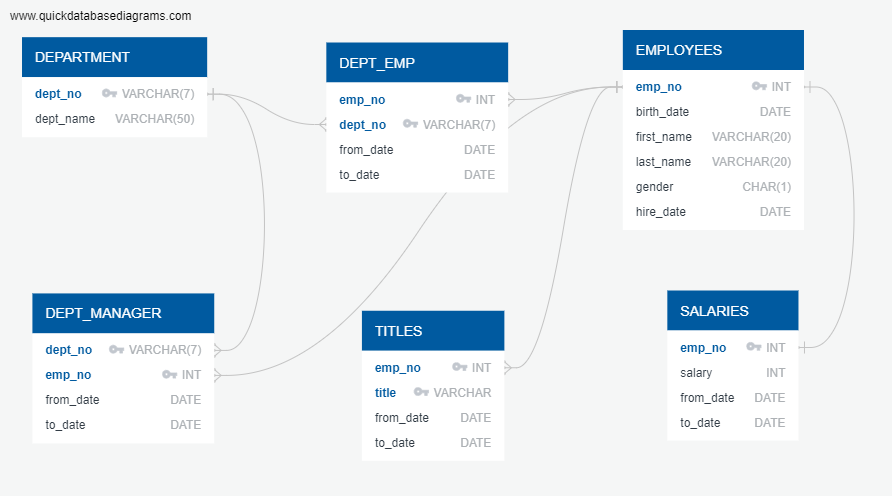 www.quickdatabasediagrams.com
DEPARTMENT
dept_no VARCHAR(7)
dept_name VARCHAR(50)
DEPT_EMP
emp_no INT
dept_no VARCHAR(7)
from_date DATE
to_date DATE
EMPLOYEES
emp_no INT
birth_date DATE
first_name VARCHAR(20)
last_name VARCHAR(20)
gender CHAR(1)
hire_date DATE
DEPT_MANAGER
dept_no VARCHAR(7)
emp_no INT
from_date DATE
to_date DATE
TITLES
emp_no INT
title VARCHAR
from_date DATE
to_date DATE
SALARIES
emp_no INT
salary INT
from_date DATE
to_date DATE